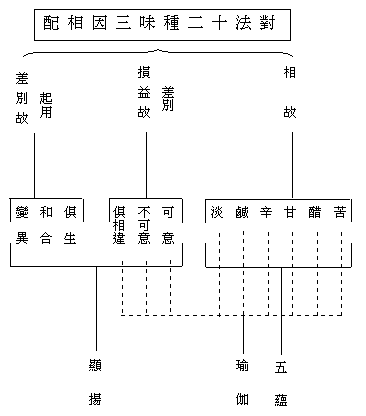 對法十二種味三因相配
相故
差別
損益故
起用
差別故
苦
醋
甘
辛
鹹
淡
可意
不可意
俱相違
俱生
和合
變異
五蘊
瑜伽
顯揚